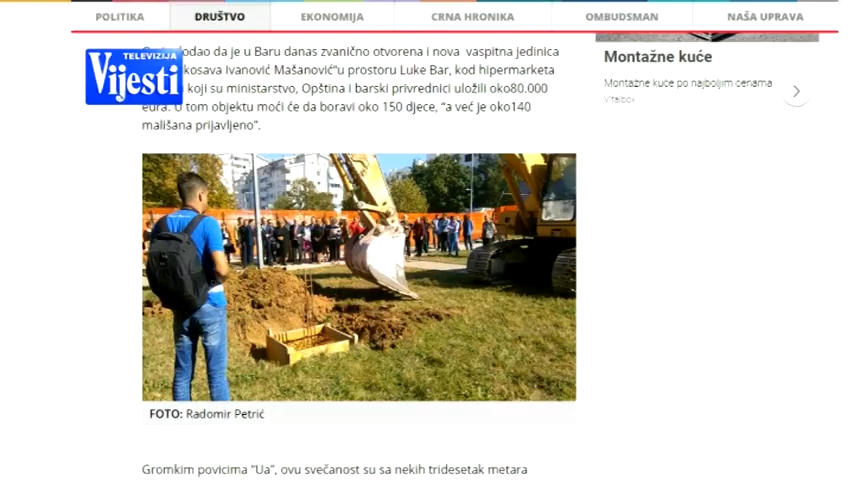 POLITIKA DRUŠTVO EKONOMIJA CRNA HRONIKA OMBUDSMAN NAŠA UPRAVA
TELEVIZIJA
Vijesti
dodao da je u Baru danas zvanično otvorena i nova vaspitna jedinica
kosava Ivanović Mašanović"u prostoru Luke Bar, kod hipermarketa
koji su ministarstvo, Opština i barski privrednici uložili oko80.000
eura. U tom objektu moći će da boravi oko 150 djece, “a već je oko140
mališana prijavljeno”.
FOTO: Radomir Petrić
Gromkim povicima “Ua”, ovu svečanost su sa nekih tridesetak metara
Montažne kuće
Montažne kuće po najboljim cenama